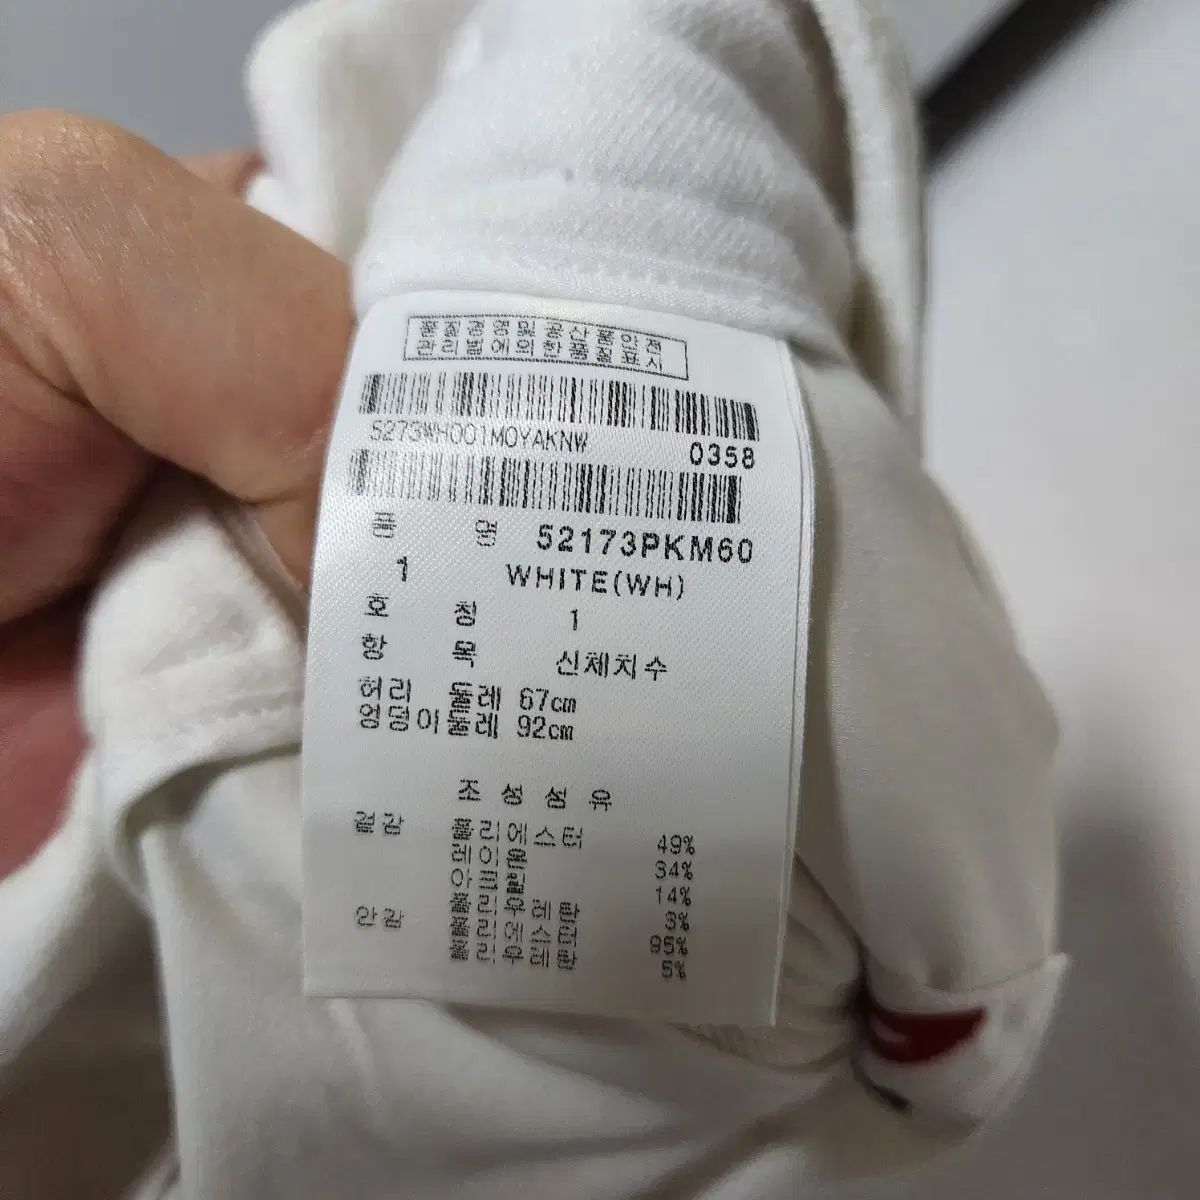 품질경영및공산품안전
관리법에의한품질표시
5273WH001M0YAKNW
0358
품 명 52173PKM60
1 WHITE(WH)
호 칭 1
항 목 신체치수
허리 둘레 67cm
엉덩이둘레 92cm
조 성 섬 유
겉감 폴리에스터 49%
레이온 34%
아크릴 14%
폴리우레탄 3%
안감 폴리에스터 95%
폴리우레탄 5%